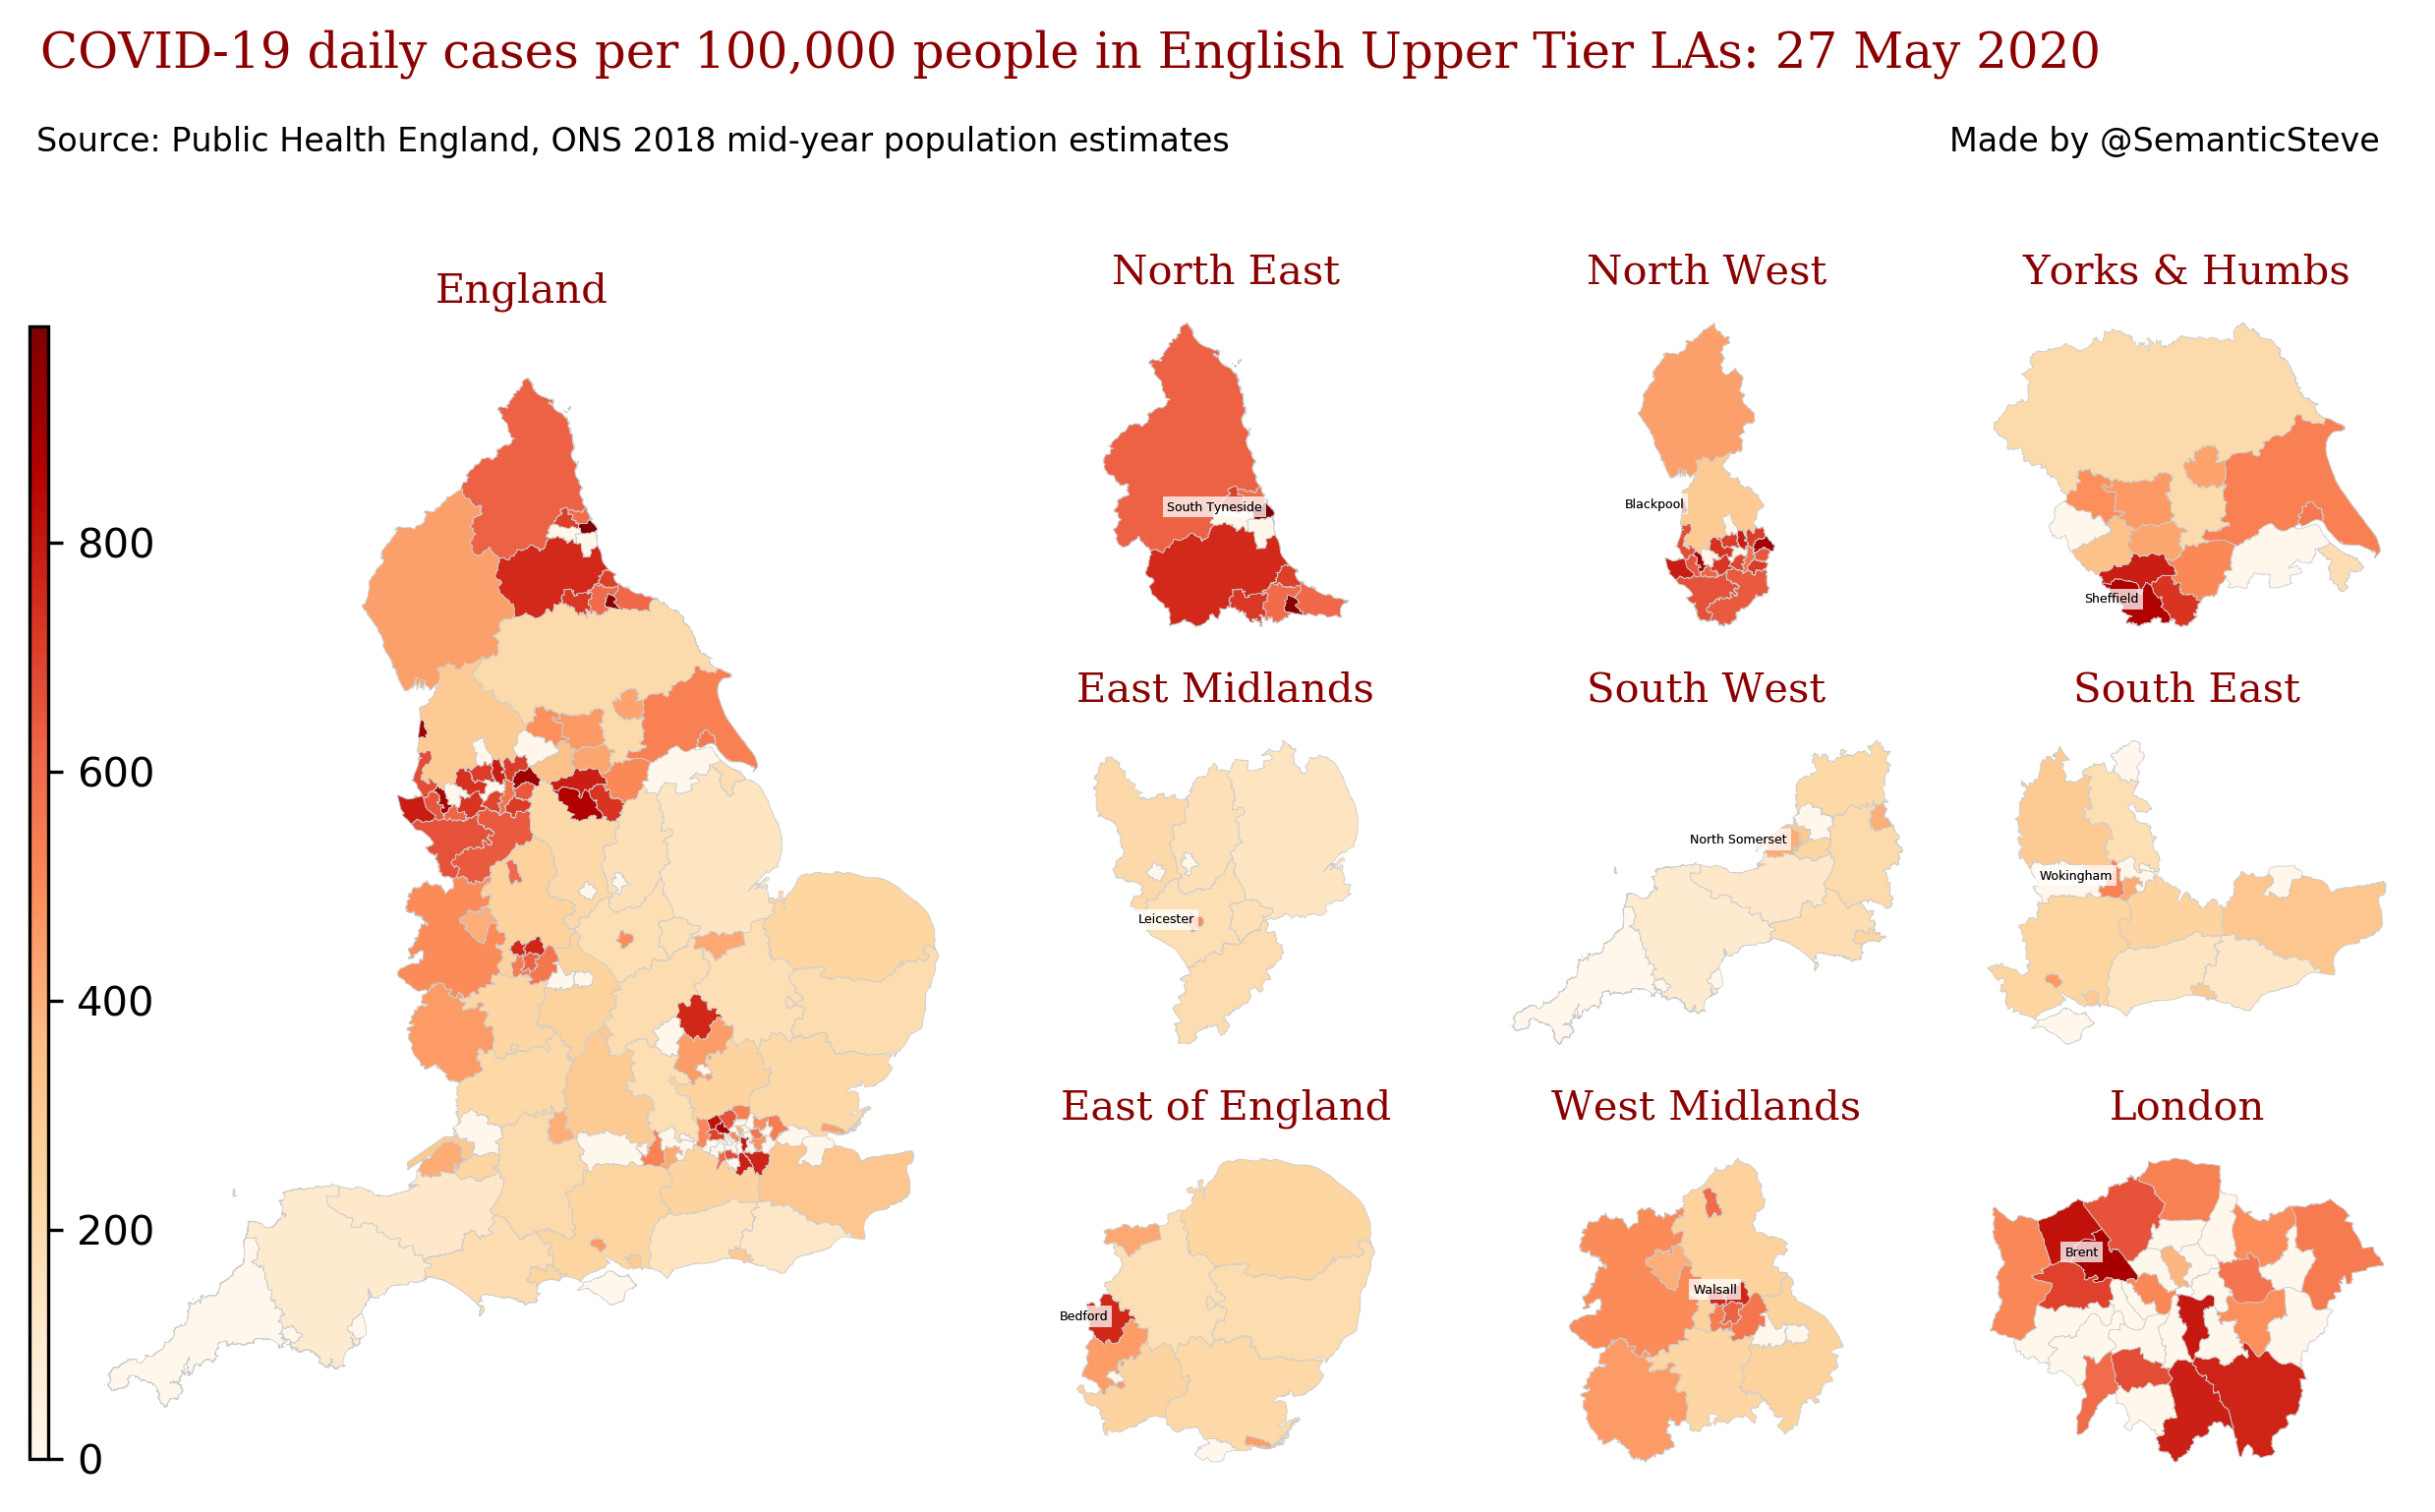 COVID-19 daily cases per 100,000 people in English Upper Tier LAs: 27 May 2020
Source: Public Health England, ONS 2018 mid-year population estimates
Made by @SemanticSteve
England
North East
North West
Yorks & Humbs
800
600
400
200
0
South Tyneside
Blackpool
Sheffield
East Midlands
South West
South East
Leicester
North Somerset
Wokingham
East of England
West Midlands
London
Bedford
Walsall
Brent